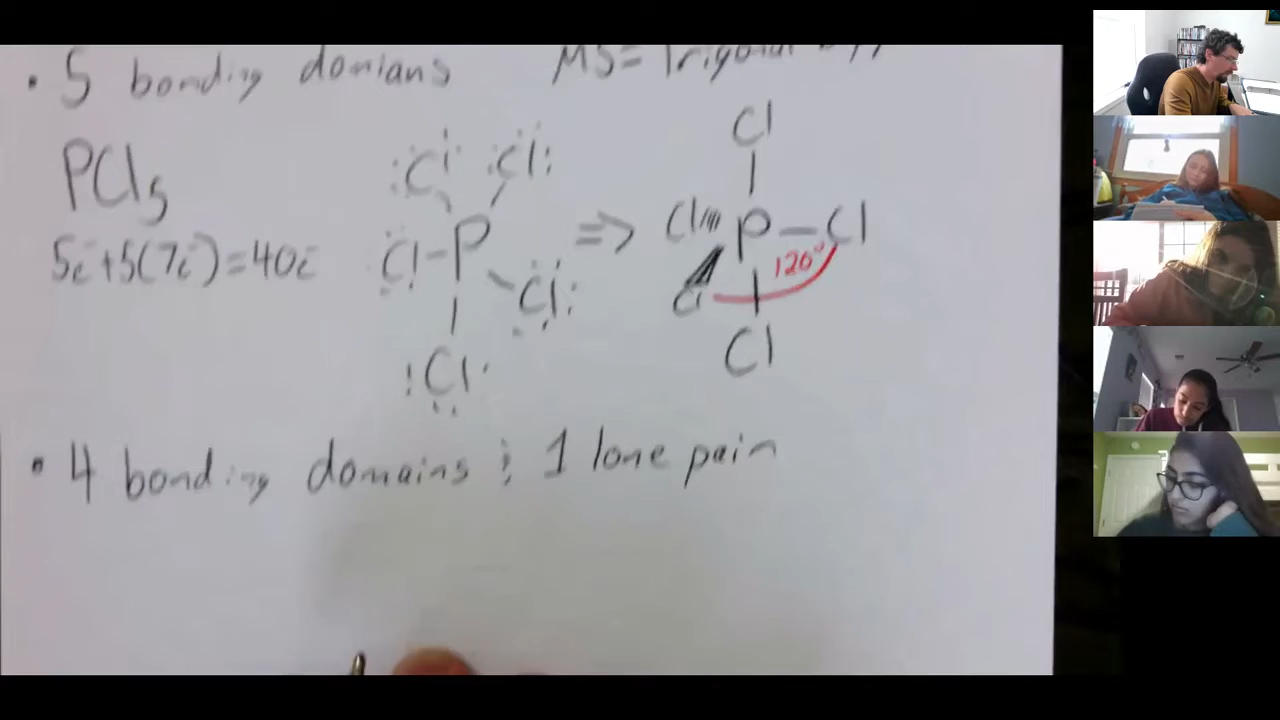 • 5 bonding domians MS= Trigonal
PCl5
5e⁻+5(7e⁻)=40e⁻
:Cl :Cl:
Cl-P
Cl:
:Cl
⇒
Cl
Cl P-Cl
120°
Cl
Cl
• 4 bonding domains ; 1 lone pair